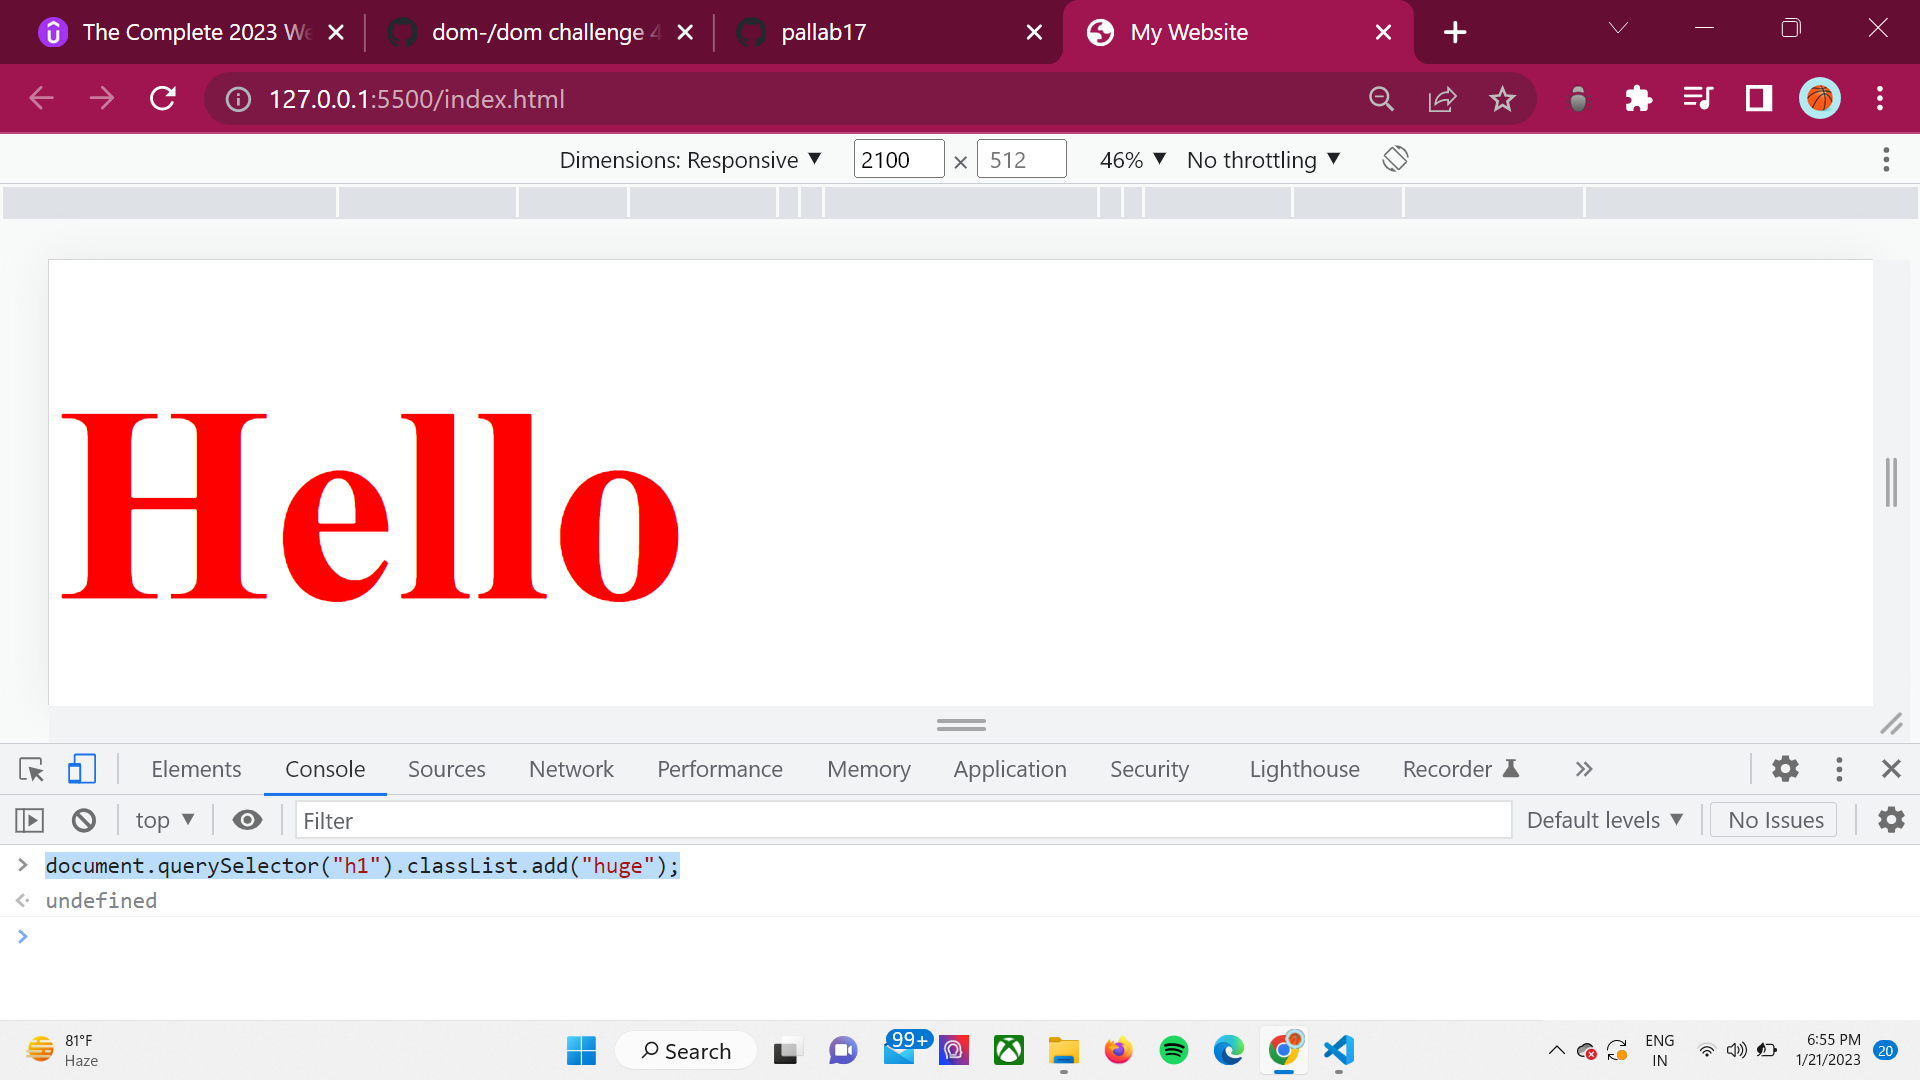 The Complete 2023 We
dom-/dom challenge 4
pallab17
My Website
127.0.0.1:5500/index.html
Dimensions: Responsive ▼ 2100 × 512 46% ▼ No throttling ▼
Hello
Elements Console Sources Network Performance Memory Application Security Lighthouse Recorder
top ▼ Filter Default levels ▼ No Issues
document.querySelector("h1").classList.add("huge");
undefined
81°F
Haze
Search
99+
ENG
IN
6:55 PM
1/21/2023
20